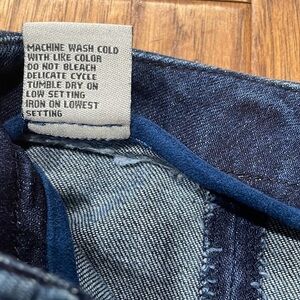 MACHINE WASH COLD
WITH LIKE COLOR
DO NOT BLEACH
DELICATE CYCLE
TUMBLE DRY ON
LOW SETTING
IRON ON LOWEST
SETTING